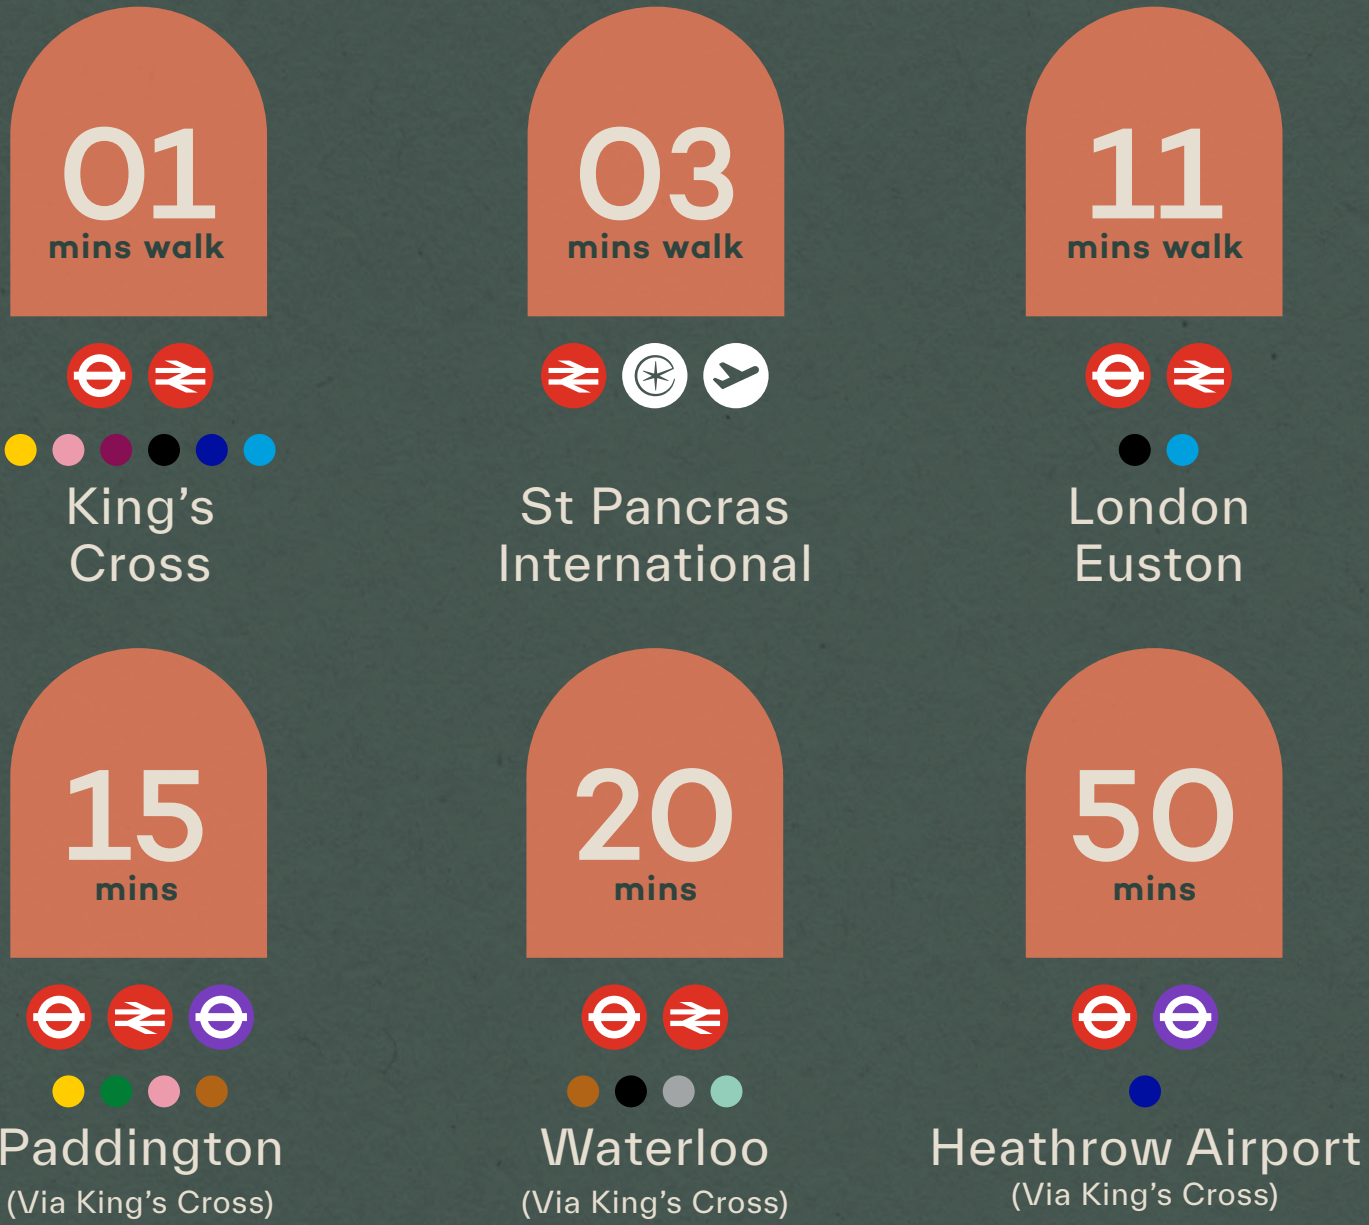 01
mins walk
03
mins walk
11
mins walk
King’s
Cross
St Pancras
International
London
Euston
15
mins
20
mins
50
mins
Paddington
(Via King’s Cross)
Waterloo
(Via King’s Cross)
Heathrow Airport
(Via King’s Cross)